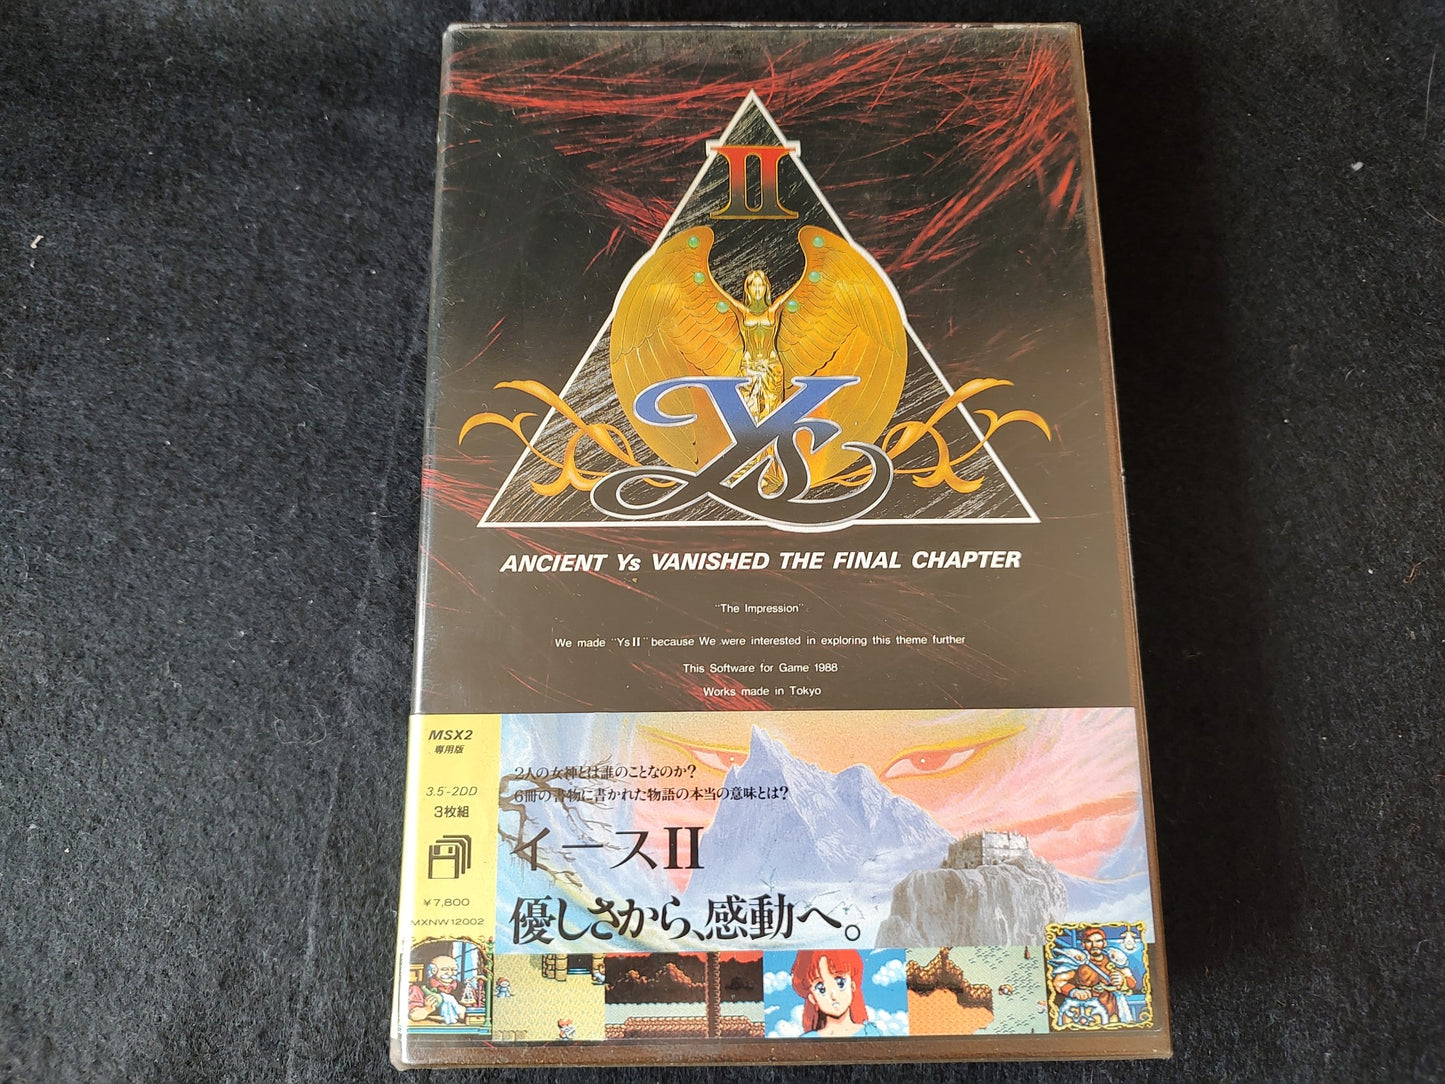 II
Ys
ANCIENT Ys VANISHED THE FINAL CHAPTER
"The Impression".
We made "Ys II" because We were interested in exploring this theme further
This Software for Game 1988
Works made in Tokyo
MSX2
専用版
3.5"-2DD
3枚組
¥7,800
MXNW12002
2人の女神とは誰のことなのか?
6冊の書物に書かれた物語の本当の意味とは?
イースII
優しさから、感動へ。